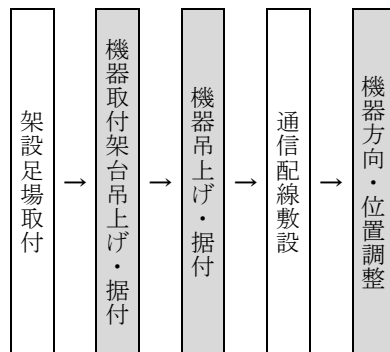 架設足場取付
→
機器取付架台吊上げ・据付
→
機器吊上げ・据付
→
通信配線敷設
→
機器方向・位置調整